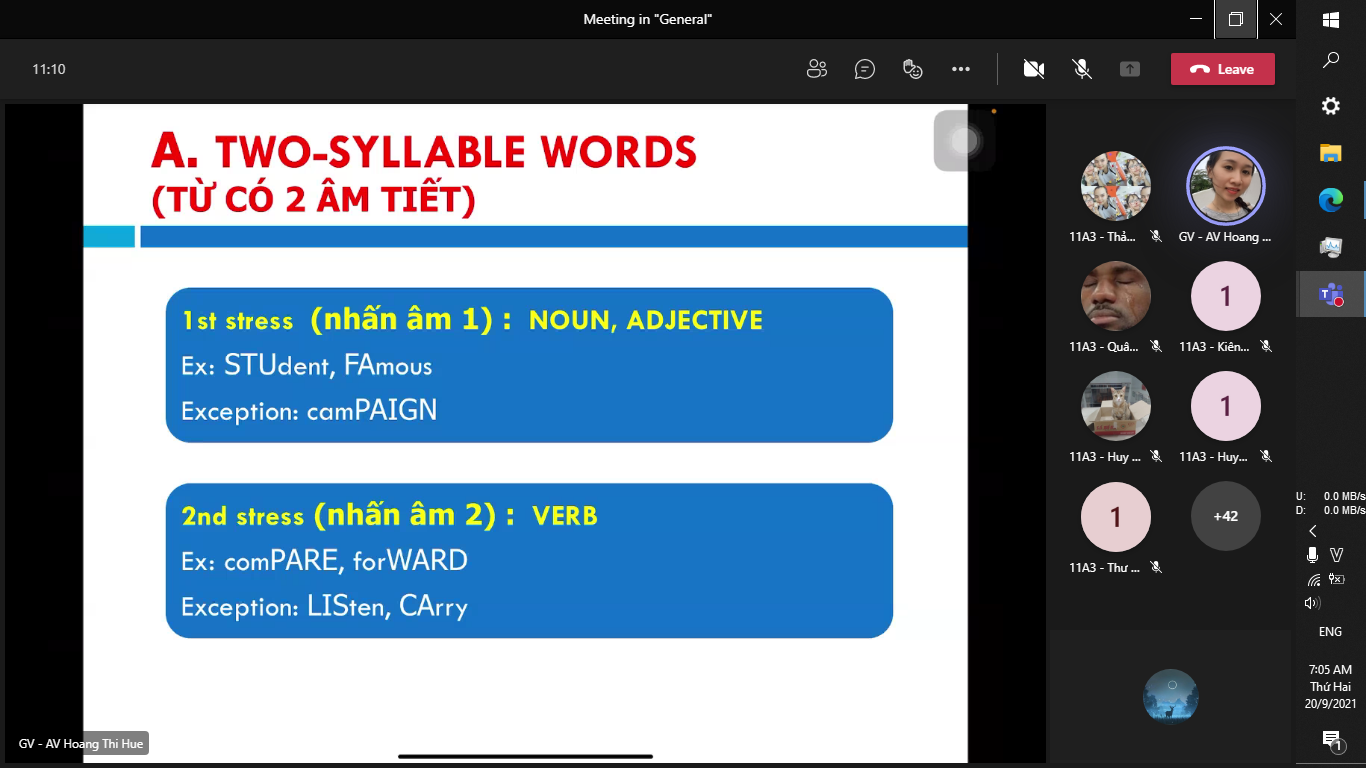 Meeting in "General"
11:10
Leave
A. TWO-SYLLABLE WORDS
(TỪ CÓ 2 ÂM TIẾT)
1st stress (nhấn âm 1) : NOUN, ADJECTIVE
Ex: STUdent, FAmous
Exception: camPAIGN
2nd stress (nhấn âm 2) : VERB
Ex: comPARE, forWARD
Exception: LISten, CArry
GV - AV Hoang Thi Hue
11A3 - Thả...
GV - AV Hoang ...
11A3 - Quâ...
1
11A3 - Kiên...
11A3 - Huy ...
1
11A3 - Huy...
1
11A3 - Thư ...
+42
U: 0.0 MB/s
D: 0.0 MB/s
ENG
7:05 AM
Thứ Hai
20/9/2021
1